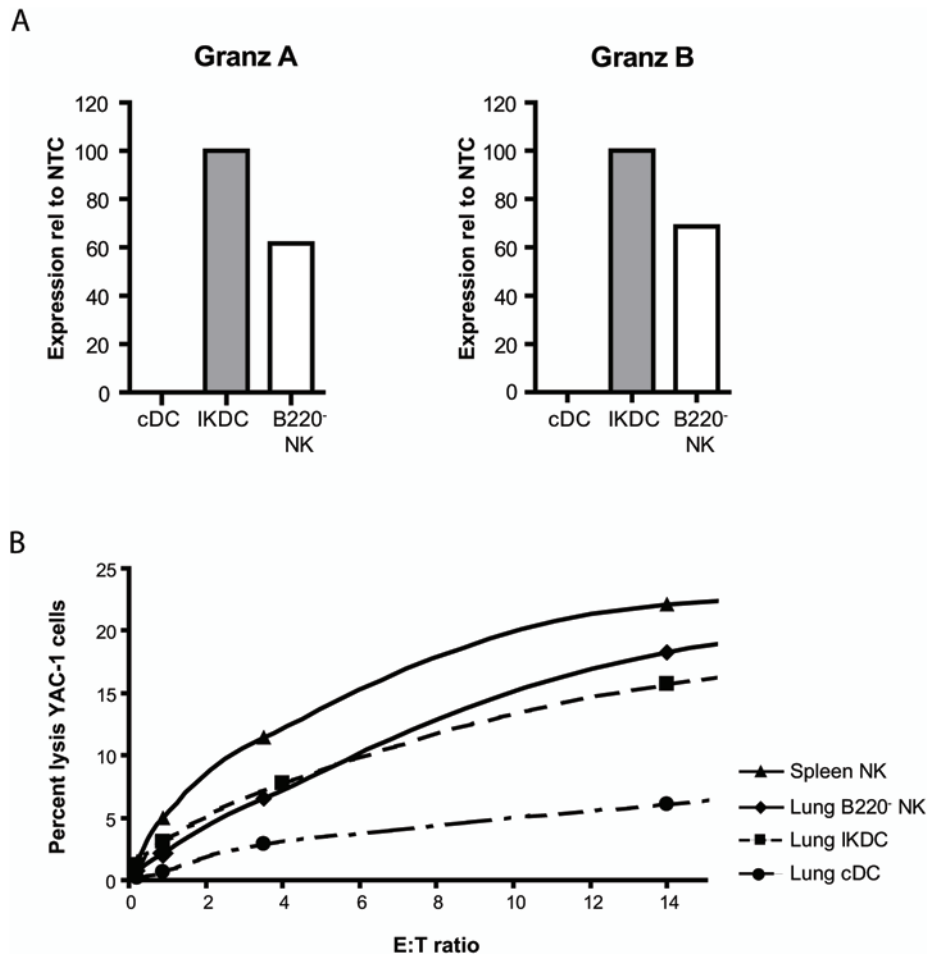 A
Granz A
Granz B
Expression rel to NTC
120
100
80
60
40
20
0
cDC
IKDC
B220⁻
NK
Expression rel to NTC
120
100
80
60
40
20
0
cDC
IKDC
B220⁻
NK
B
Percent lysis YAC-1 cells
25
20
15
10
5
0
0
2
4
6
8
10
12
14
E:T ratio
Spleen NK
Lung B220⁻ NK
Lung IKDC
Lung cDC